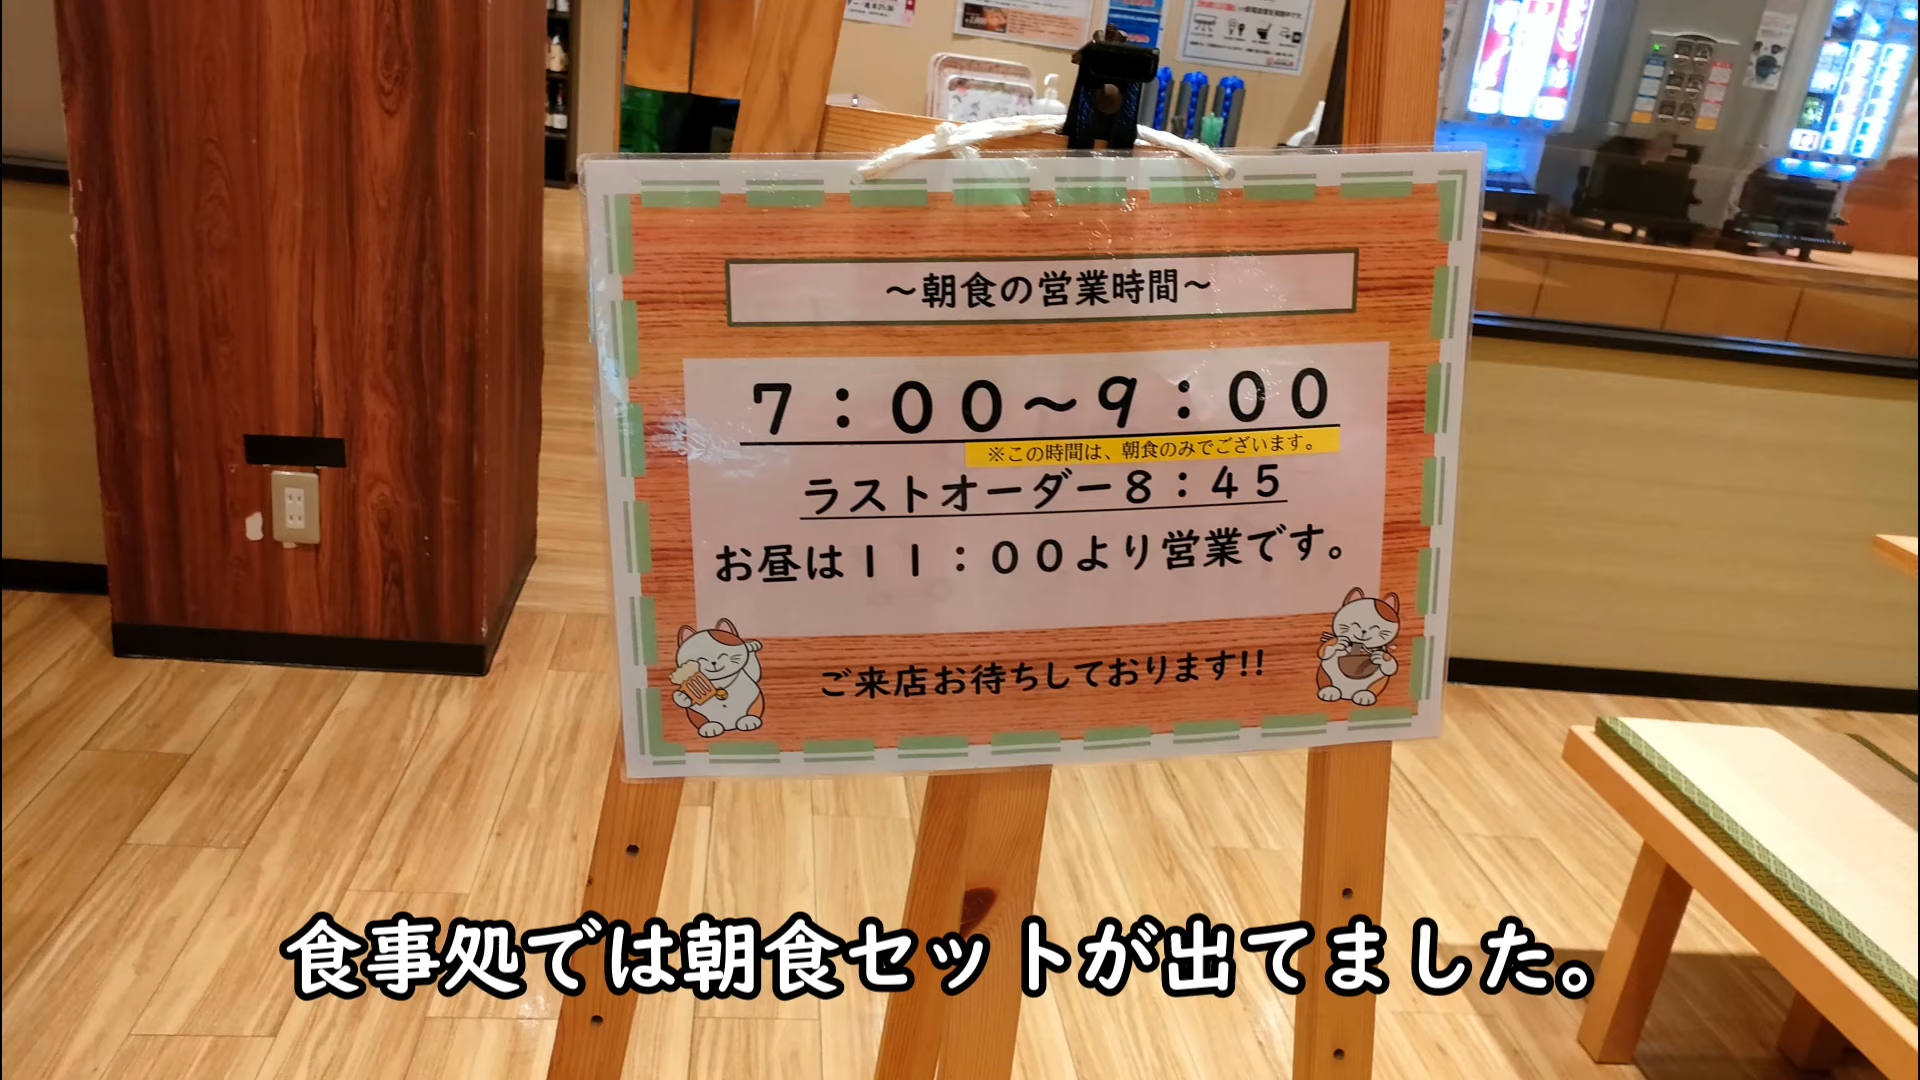 ～朝食の営業時間～
７：００～９：００
※この時間は、朝食のみでございます。
ラストオーダー８：４５
お昼は１１：００より営業です。
ご来店お待ちしております!!
食事処では朝食セットが出てました。